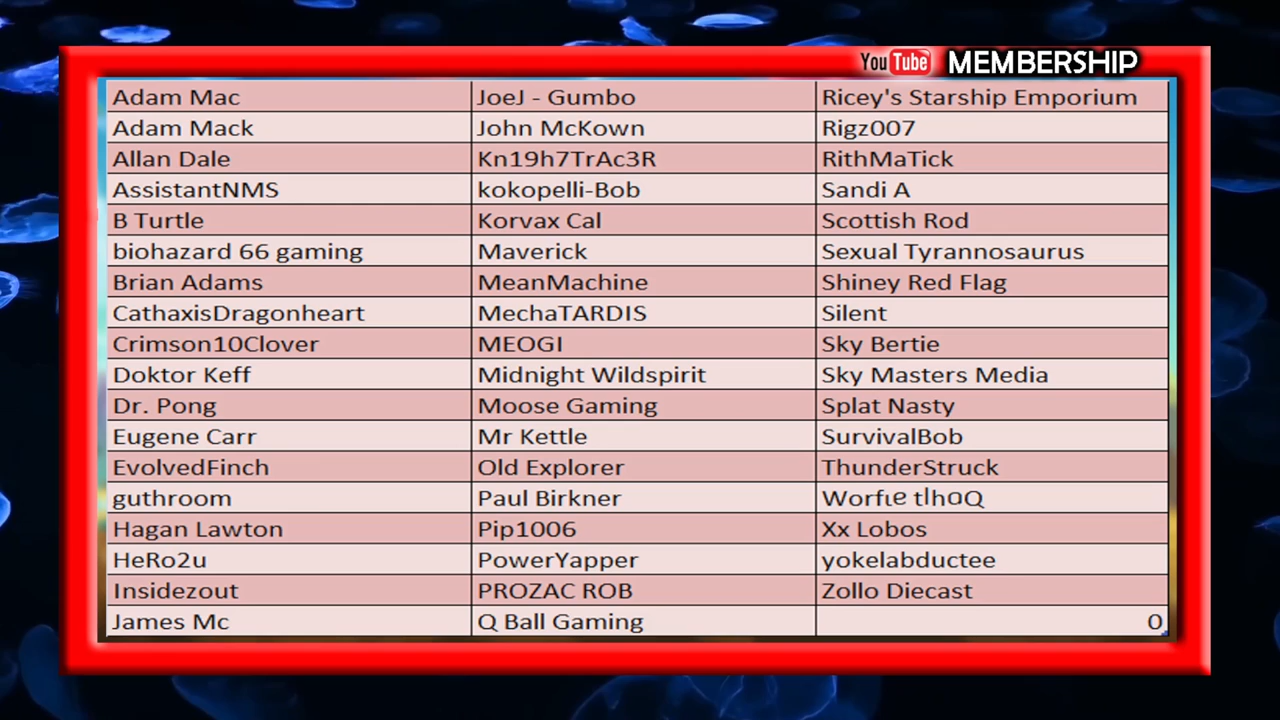 YouTube MEMBERSHIP
Adam Mac JoeJ - Gumbo Ricey's Starship Emporium
Adam Mack John McKown Rigz007
Allan Dale Kn19h7TrAc3R RithMaTick
AssistantNMS kokopelli-Bob Sandi A
B Turtle Korvax Cal Scottish Rod
biohazard 66 gaming Maverick Sexual Tyrannosaurus
Brian Adams MeanMachine Shiney Red Flag
CathaxisDragonheart MechaTARDIS Silent
Crimson10Clover MEOGI Sky Bertie
Doktor Keff Midnight Wildspirit Sky Masters Media
Dr. Pong Moose Gaming Splat Nasty
Eugene Carr Mr Kettle SurvivalBob
EvolvedFinch Old Explorer ThunderStruck
guthroom Paul Birkner Worfιҽ tlhɑQ
Hagan Lawton Pip1006 Xx Lobos
HeRo2u PowerYapper yokelabductee
Insidezout PROZAC ROB Zollo Diecast
James Mc Q Ball Gaming 0